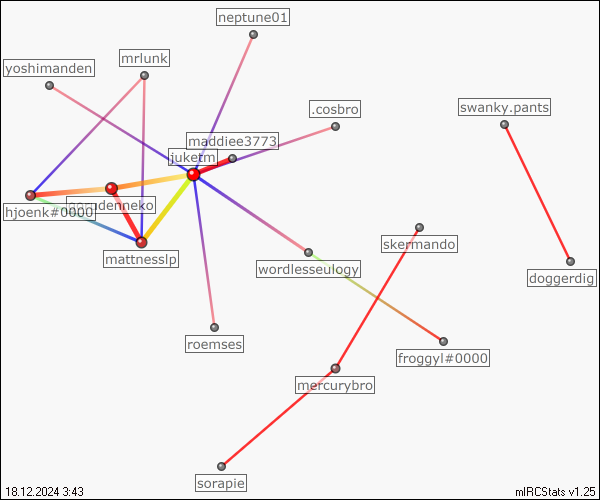 neptune01
yoshimanden
mrlunk
.cosbro
swanky.pants
maddiee3773
juketm
denneko
hjoenk#0000
mattnesslp
skermando
wordlesseulogy
doggerdig
roemses
froggyl#0000
mercurybro
sorapie
18.12.2024 3:43
mIRCStats v1.25